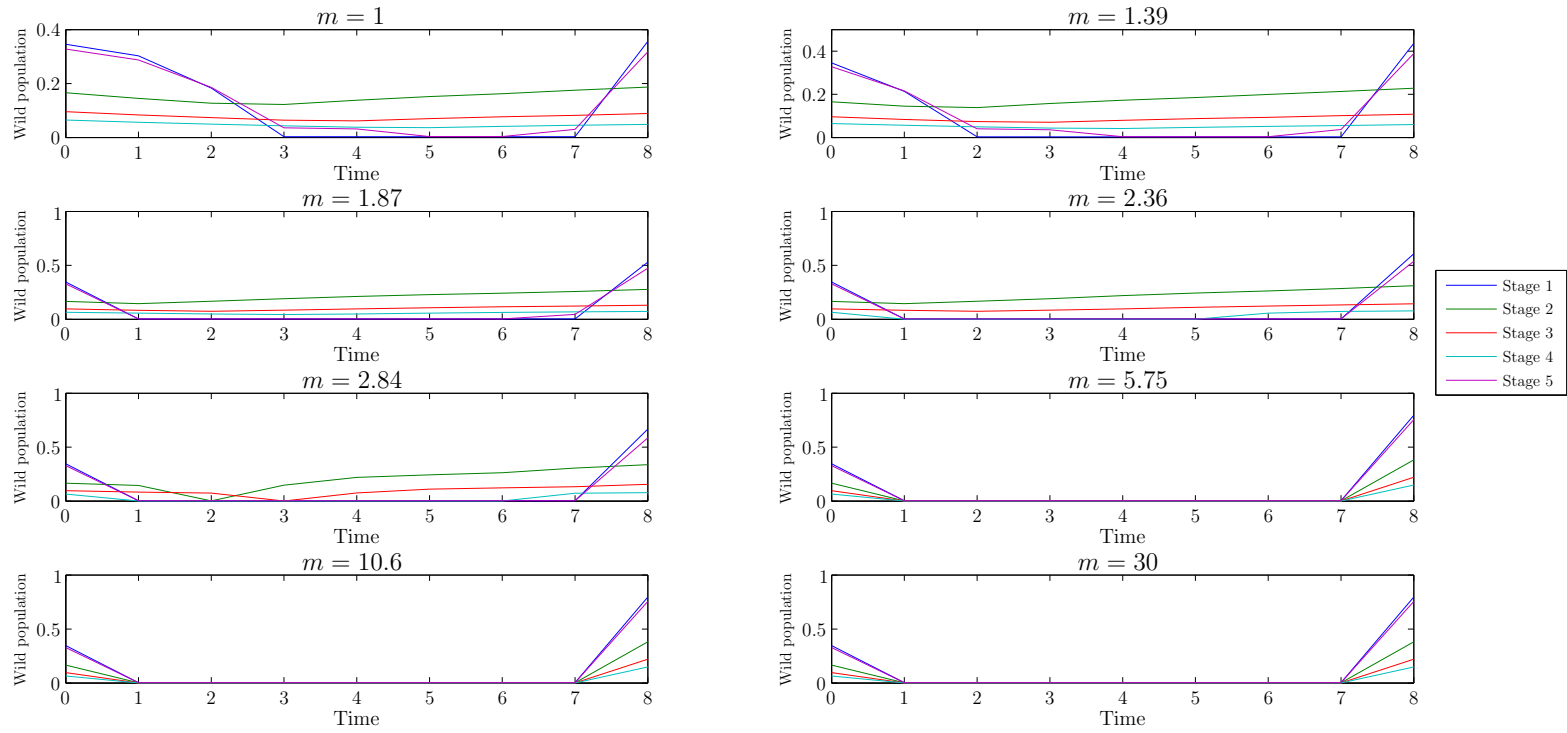 m = 1
Wild population
0.4
0.2
0
0 1 2 3 4 5 6 7 8
Time
m = 1.39
Wild population
0.4
0.2
0
0 1 2 3 4 5 6 7 8
Time
m = 1.87
Wild population
1
0.5
0
0 1 2 3 4 5 6 7 8
Time
m = 2.36
Wild population
1
0.5
0
0 1 2 3 4 5 6 7 8
Time
Stage 1
Stage 2
Stage 3
Stage 4
Stage 5
m = 2.84
Wild population
1
0.5
0
0 1 2 3 4 5 6 7 8
Time
m = 5.75
Wild population
1
0.5
0
0 1 2 3 4 5 6 7 8
Time
m = 10.6
Wild population
1
0.5
0
0 1 2 3 4 5 6 7 8
Time
m = 30
Wild population
1
0.5
0
0 1 2 3 4 5 6 7 8
Time